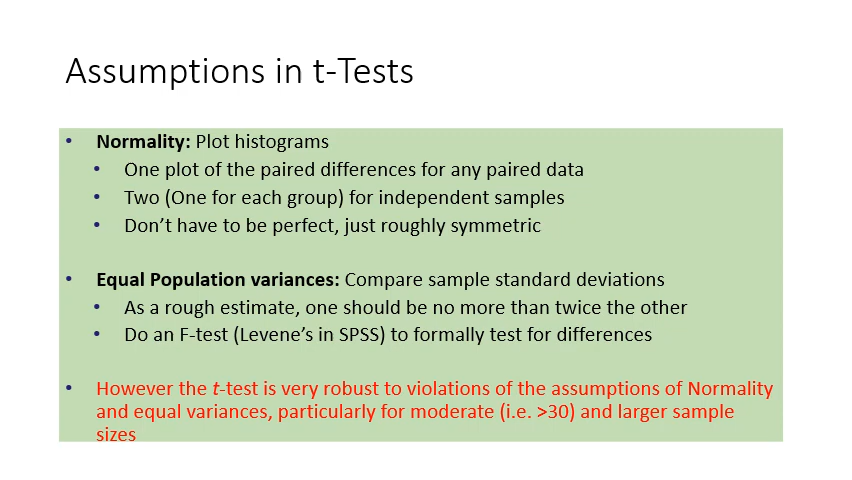 Assumptions in t-Tests
• Normality: Plot histograms
• One plot of the paired differences for any paired data
• Two (One for each group) for independent samples
• Don't have to be perfect, just roughly symmetric
• Equal Population variances: Compare sample standard deviations
• As a rough estimate, one should be no more than twice the other
• Do an F-test (Levene's in SPSS) to formally test for differences
• However the t-test is very robust to violations of the assumptions of Normality
and equal variances, particularly for moderate (i.e. >30) and larger sample
sizes